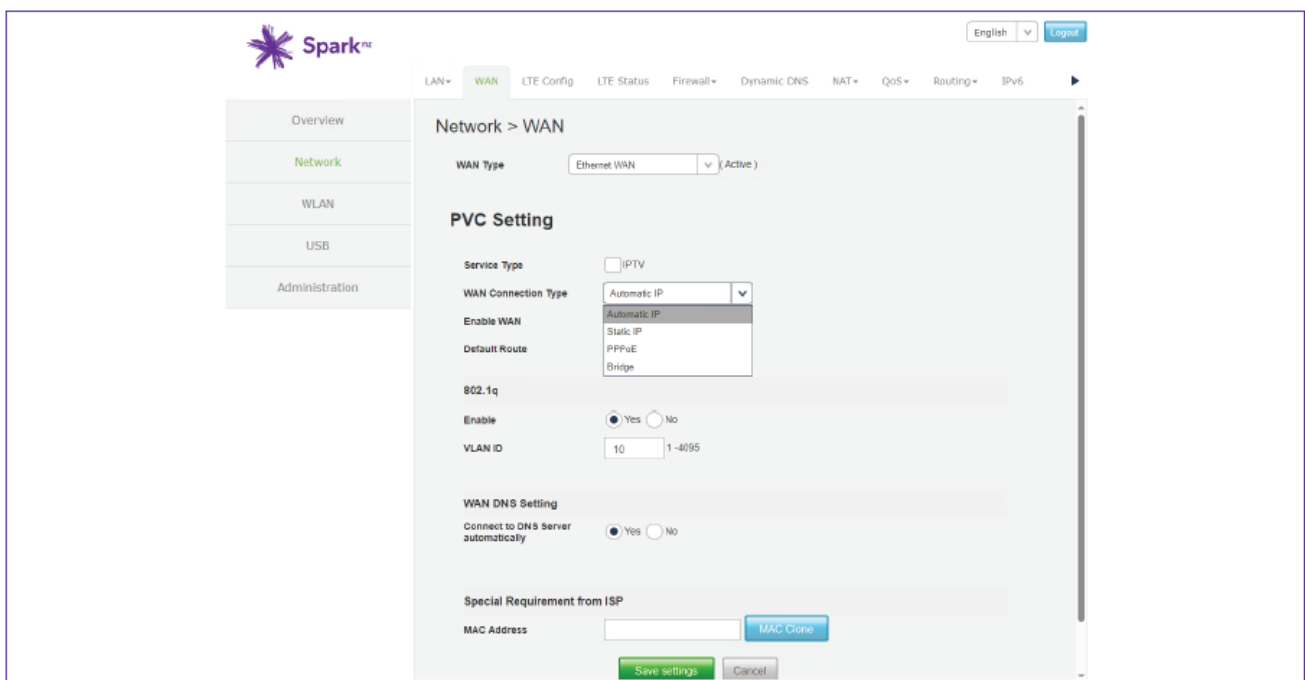 Spark nz
English
Logout
LAN WAN LTE Config LTE Status Firewall Dynamic DNS NAT QoS Routing IPv6
Overview
Network
WLAN
USB
Administration
Network > WAN
WAN Type Ethernet WAN ( Active )
PVC Setting
Service Type IPTV
WAN Connection Type Automatic IP
Automatic IP
Enable WAN
Static IP
Default Route PPPoE
Bridge
802.1q
Enable Yes No
VLAN ID 10 1 -4095
WAN DNS Setting
Connect to DNS Server
automatically Yes No
Special Requirement from ISP
MAC Address MAC Clone
Save settings Cancel